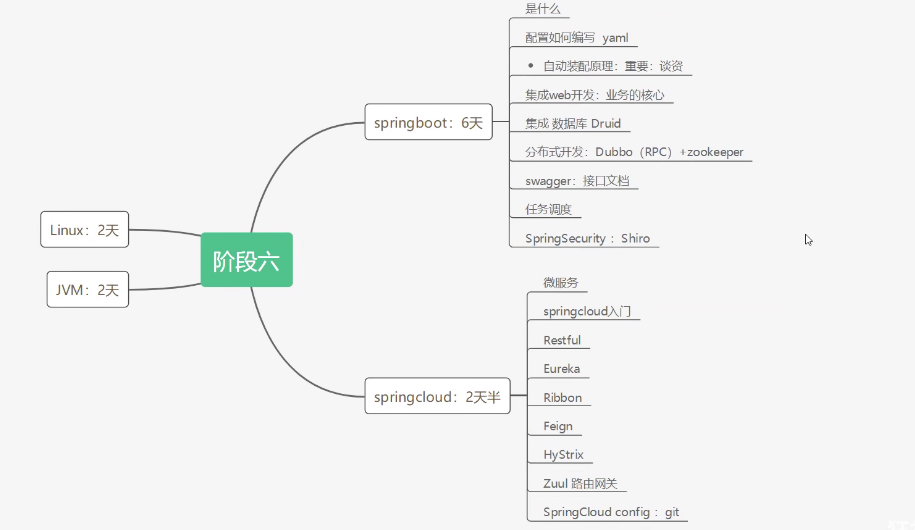 是什么
配置如何编写 yaml
• 自动装配原理：重要：谈资
集成web开发：业务的核心
集成 数据库 Druid
分布式开发：Dubbo（RPC）+zookeeper
swagger：接口文档
任务调度
SpringSecurity ：Shiro
springboot：6天
Linux：2天
阶段六
JVM：2天
springcloud：2天半
微服务
springcloud入门
Restful
Eureka
Ribbon
Feign
HyStrix
Zuul 路由网关
SpringCloud config ：git